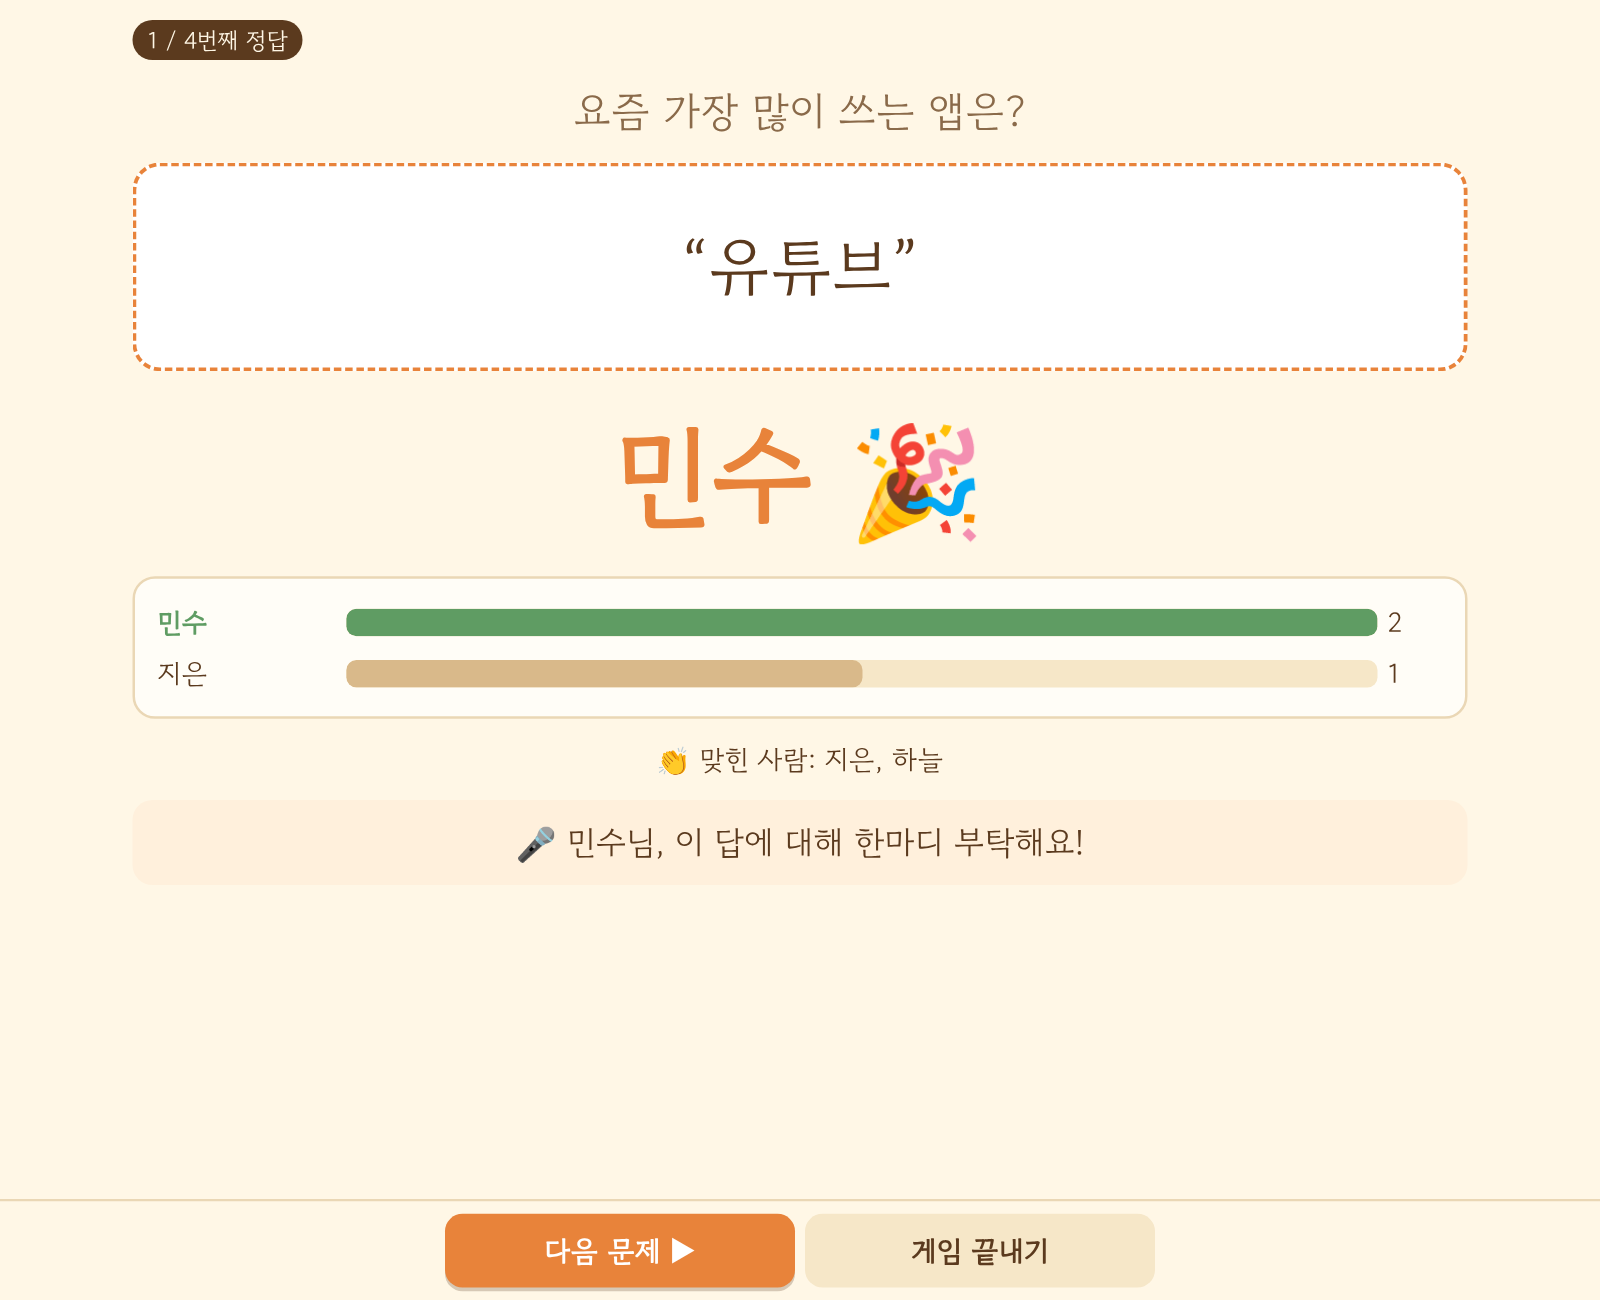 1 / 4번째 정답
요즘 가장 많이 쓰는 앱은?
“유튜브”
민수 🎉
민수 2
지은 1
👏 맞힌 사람: 지은, 하늘
🎤 민수님, 이 답에 대해 한마디 부탁해요!
다음 문제 ▶ 게임 끝내기